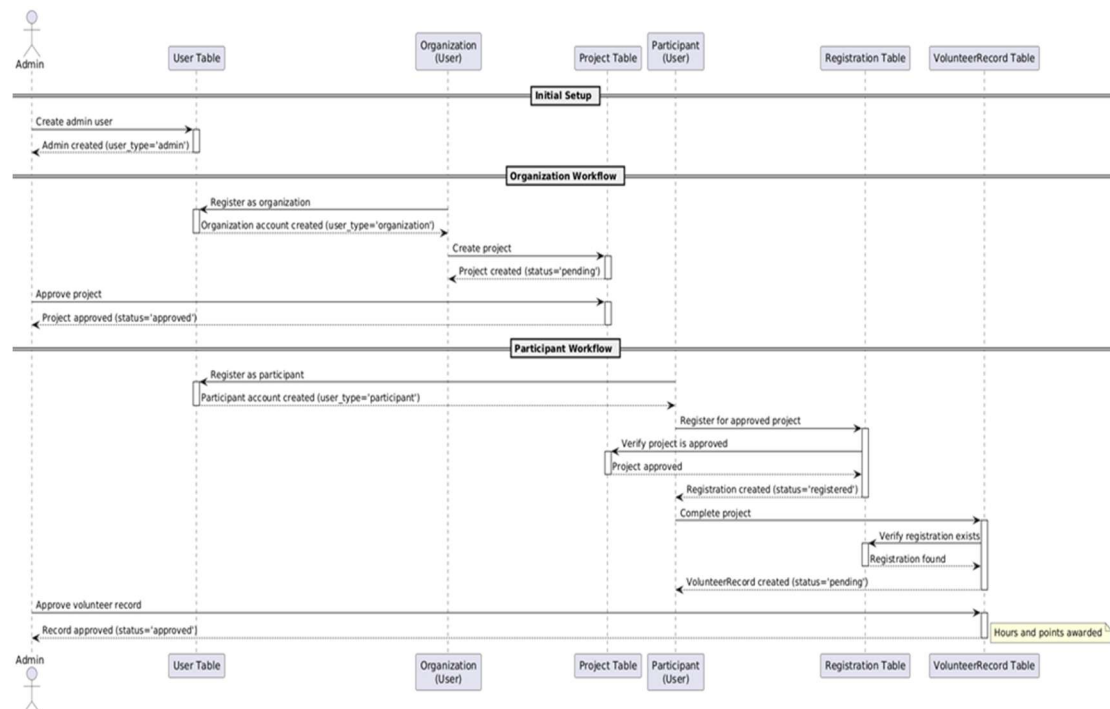 Admin
User Table
Organization
(User)
Project Table
Participant
(User)
Registration Table
VolunteerRecord Table
Initial Setup
Create admin user
Admin created (user_type='admin')
Organization Workflow
Register as organization
Organization account created (user_type='organization')
Create project
Project created (status='pending')
Approve project
Project approved (status='approved')
Participant Workflow
Register as participant
Participant account created (user_type='participant')
Register for approved project
Verify project is approved
Project approved
Registration created (status='registered')
Complete project
Verify registration exists
Registration found
VolunteerRecord created (status='pending')
Approve volunteer record
Record approved (status='approved')
Hours and points awarded
Admin
User Table
Organization
(User)
Project Table
Participant
(User)
Registration Table
VolunteerRecord Table